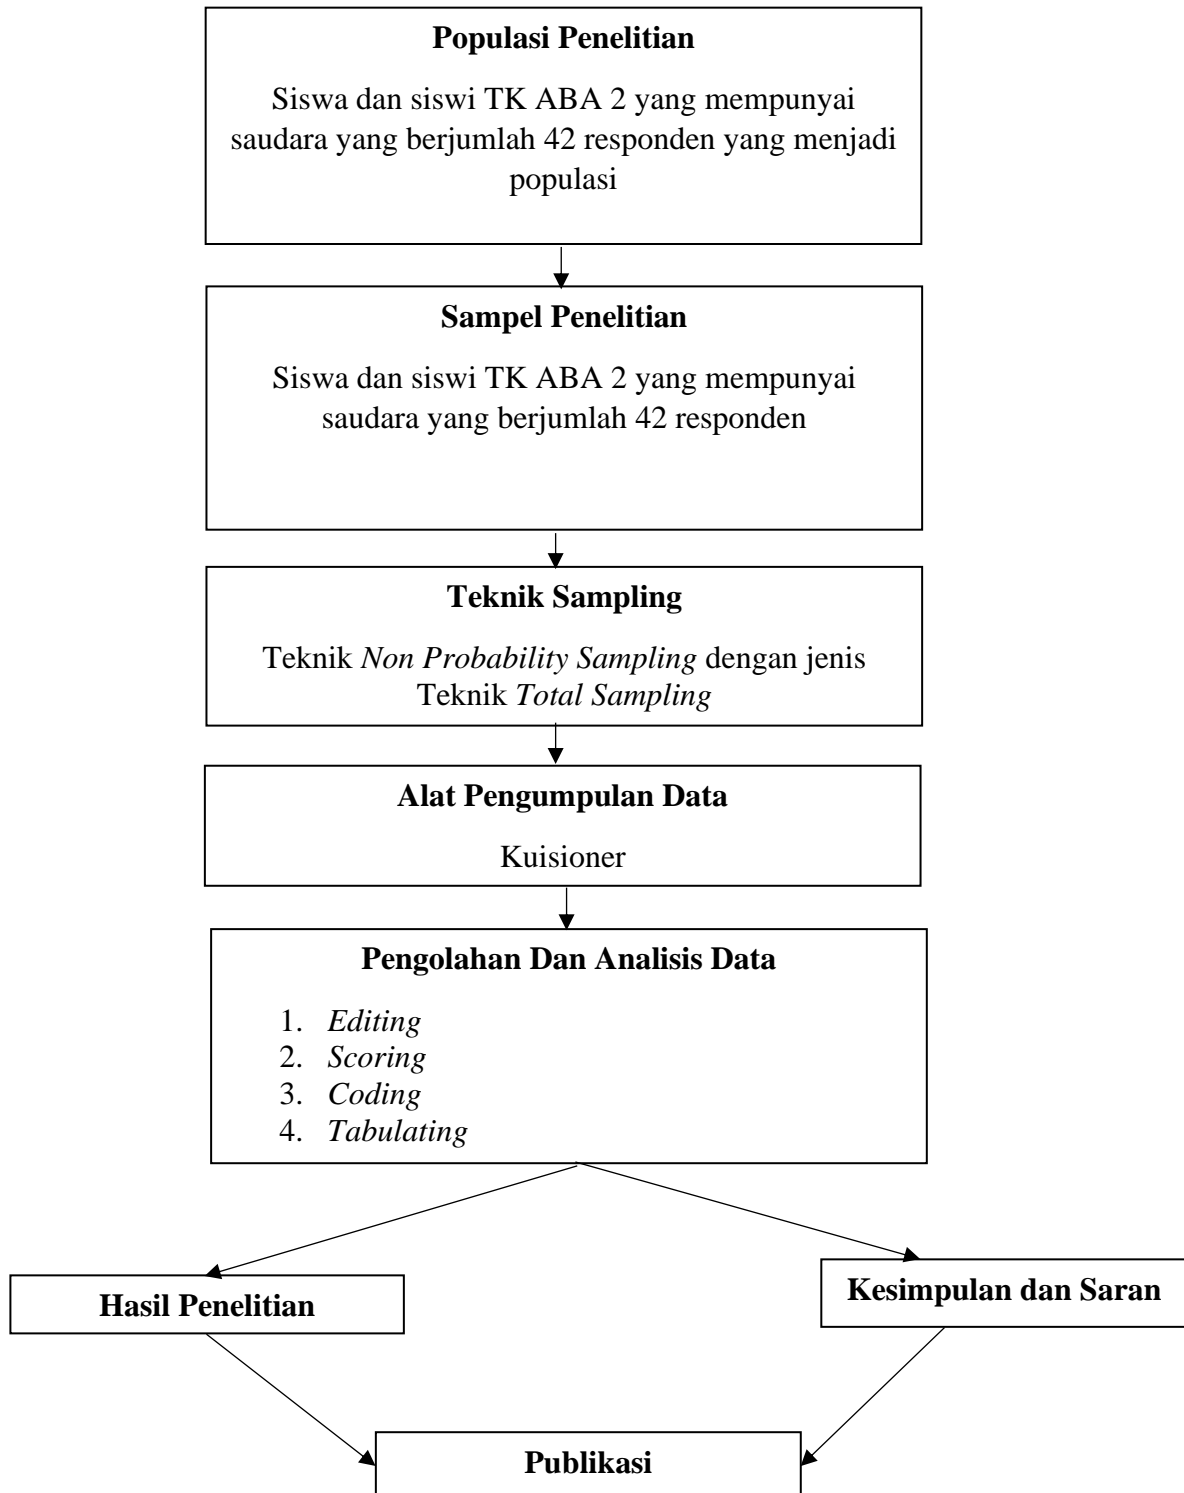 Populasi Penelitian
Siswa dan siswi TK ABA 2 yang mempunyai
saudara yang berjumlah 42 responden yang menjadi
populasi
Sampel Penelitian
Siswa dan siswi TK ABA 2 yang mempunyai
saudara yang berjumlah 42 responden
Teknik Sampling
Teknik Non Probability Sampling dengan jenis
Teknik Total Sampling
Alat Pengumpulan Data
Kuisioner
Pengolahan Dan Analisis Data
1. Editing
2. Scoring
3. Coding
4. Tabulating
Hasil Penelitian
Kesimpulan dan Saran
Publikasi